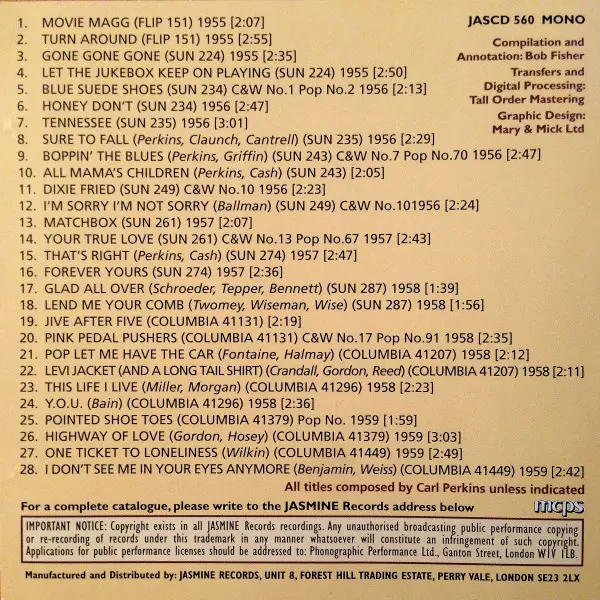 1. MOVIE MAGG (FLIP 151) 1955 [2:07]
2. TURN AROUND (FLIP 151) 1955 [2:55]
3. GONE GONE GONE (SUN 224) 1955 [2:35]
4. LET THE JUKEBOX KEEP ON PLAYING (SUN 224) 1955 [2:50]
5. BLUE SUEDE SHOES (SUN 234) C&W No.1 Pop No.2 1956 [2:13]
6. HONEY DON'T (SUN 234) 1956 [2:47]
7. TENNESSEE (SUN 235) 1956 [3:01]
8. SURE TO FALL (Perkins, Claunch, Cantrell) (SUN 235) 1956 [2:29]
9. BOPPIN' THE BLUES (Perkins, Griffin) (SUN 243) C&W No.7 Pop No.70 1956 [2:47]
10. ALL MAMA'S CHILDREN (Perkins, Cash) (SUN 243) [2:05]
11. DIXIE FRIED (SUN 249) C&W No.10 1956 [2:23]
12. I'M SORRY I'M NOT SORRY (Ballman) (SUN 249) C&W No.101956 [2:24]
13. MATCHBOX (SUN 261) 1957 [2:07]
14. YOUR TRUE LOVE (SUN 261) C&W No.13 Pop No.67 1957 [2:43]
15. THAT'S RIGHT (Perkins, Cash) (SUN 274) 1957 [2:47]
16. FOREVER YOURS (SUN 274) 1957 [2:36]
17. GLAD ALL OVER (Schroeder, Tepper, Bennett) (SUN 287) 1958 [1:39]
18. LEND ME YOUR COMB (Twomey, Wiseman, Wise) (SUN 287) 1958 [1:56]
19. JIVE AFTER FIVE (COLUMBIA 41131) [2:19]
20. PINK PEDAL PUSHERS (COLUMBIA 41131) C&W No.17 Pop No.91 1958 [2:35]
21. POP LET ME HAVE THE CAR (Fontaine, Halmay) (COLUMBIA 41207) 1958 [2:12]
22. LEVI JACKET (AND A LONG TAIL SHIRT) (Crandall, Gordon, Reed) (COLUMBIA 41207) 1958 [2:11]
23. THIS LIFE I LIVE (Miller, Morgan) (COLUMBIA 41296) 1958 [2:23]
24. Y.O.U. (Bain) (COLUMBIA 41296) 1958 [2:36]
25. POINTED SHOE TOES (COLUMBIA 41379) Pop No. 1959 [1:59]
26. HIGHWAY OF LOVE (Gordon, Hosey) (COLUMBIA 41379) 1959 [3:03]
27. ONE TICKET TO LONELINESS (Wilkin) (COLUMBIA 41449) 1959 [2:49]
28. I DON'T SEE ME IN YOUR EYES ANYMORE (Benjamin, Weiss) (COLUMBIA 41449) 1959 [2:42]
JASCD 560 MONO
Compilation and
Annotation: Bob Fisher
Transfers and
Digital Processing:
Tall Order Mastering
Graphic Design:
Mary & Mick Ltd
All titles composed by Carl Perkins unless indicated
For a complete catalogue, please write to the JASMINE Records address below
mcps
IMPORTANT NOTICE: Copyright exists in all JASMINE Records recordings. Any unauthorised broadcasting public performance copying
or re-recording of records under this trademark in any manner whatsoever will constitute an infringement of such copyright.
Applications for public performance licenses should be addressed to: Phonographic Performance Ltd., Ganton Street, London W1V 1LB.
Manufactured and Distributed by: JASMINE RECORDS, UNIT 8, FOREST HILL TRADING ESTATE, PERRY VALE, LONDON SE23 2LX